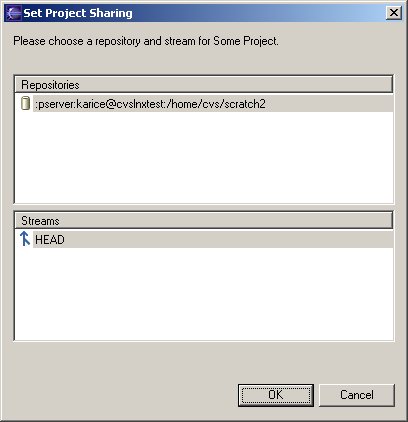 Set Project Sharing
Please choose a repository and stream for Some Project.
Repositories
:pserver:karice@cvslnxtest:/home/cvs/scratch2
Streams
HEAD
OK
Cancel